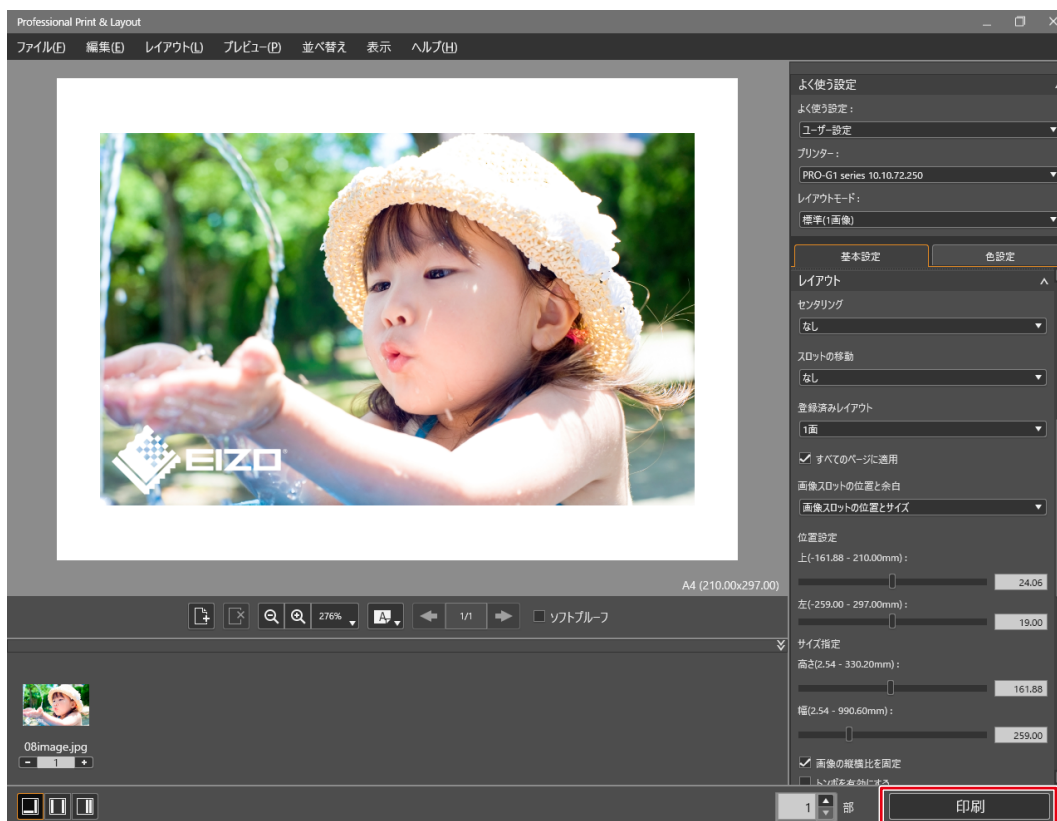 Professional Print & Layout
ファイル(F) 編集(E) レイアウト(L) プレビュー(P) 並べ替え 表示 ヘルプ(H)
EIZO
A4 (210.00x297.00)
276% 1/1 ソフトプルーフ
08image.jpg
- 1 +
よく使う設定
よく使う設定 :
ユーザー設定
プリンター :
PRO-G1 series 10.10.72.250
レイアウトモード :
標準(1画像)
基本設定 色設定
レイアウト
センタリング
なし
スロットの移動
なし
登録済みレイアウト
1面
すべてのページに適用
画像スロットの位置と余白
画像スロットの位置とサイズ
位置設定
上(-161.88 - 210.00mm) :
24.06
左(-259.00 - 297.00mm) :
19.00
サイズ指定
高さ(2.54 - 330.20mm) :
161.88
幅(2.54 - 990.60mm) :
259.00
画像の縦横比を固定
トンボを有効にする
1 部 印刷